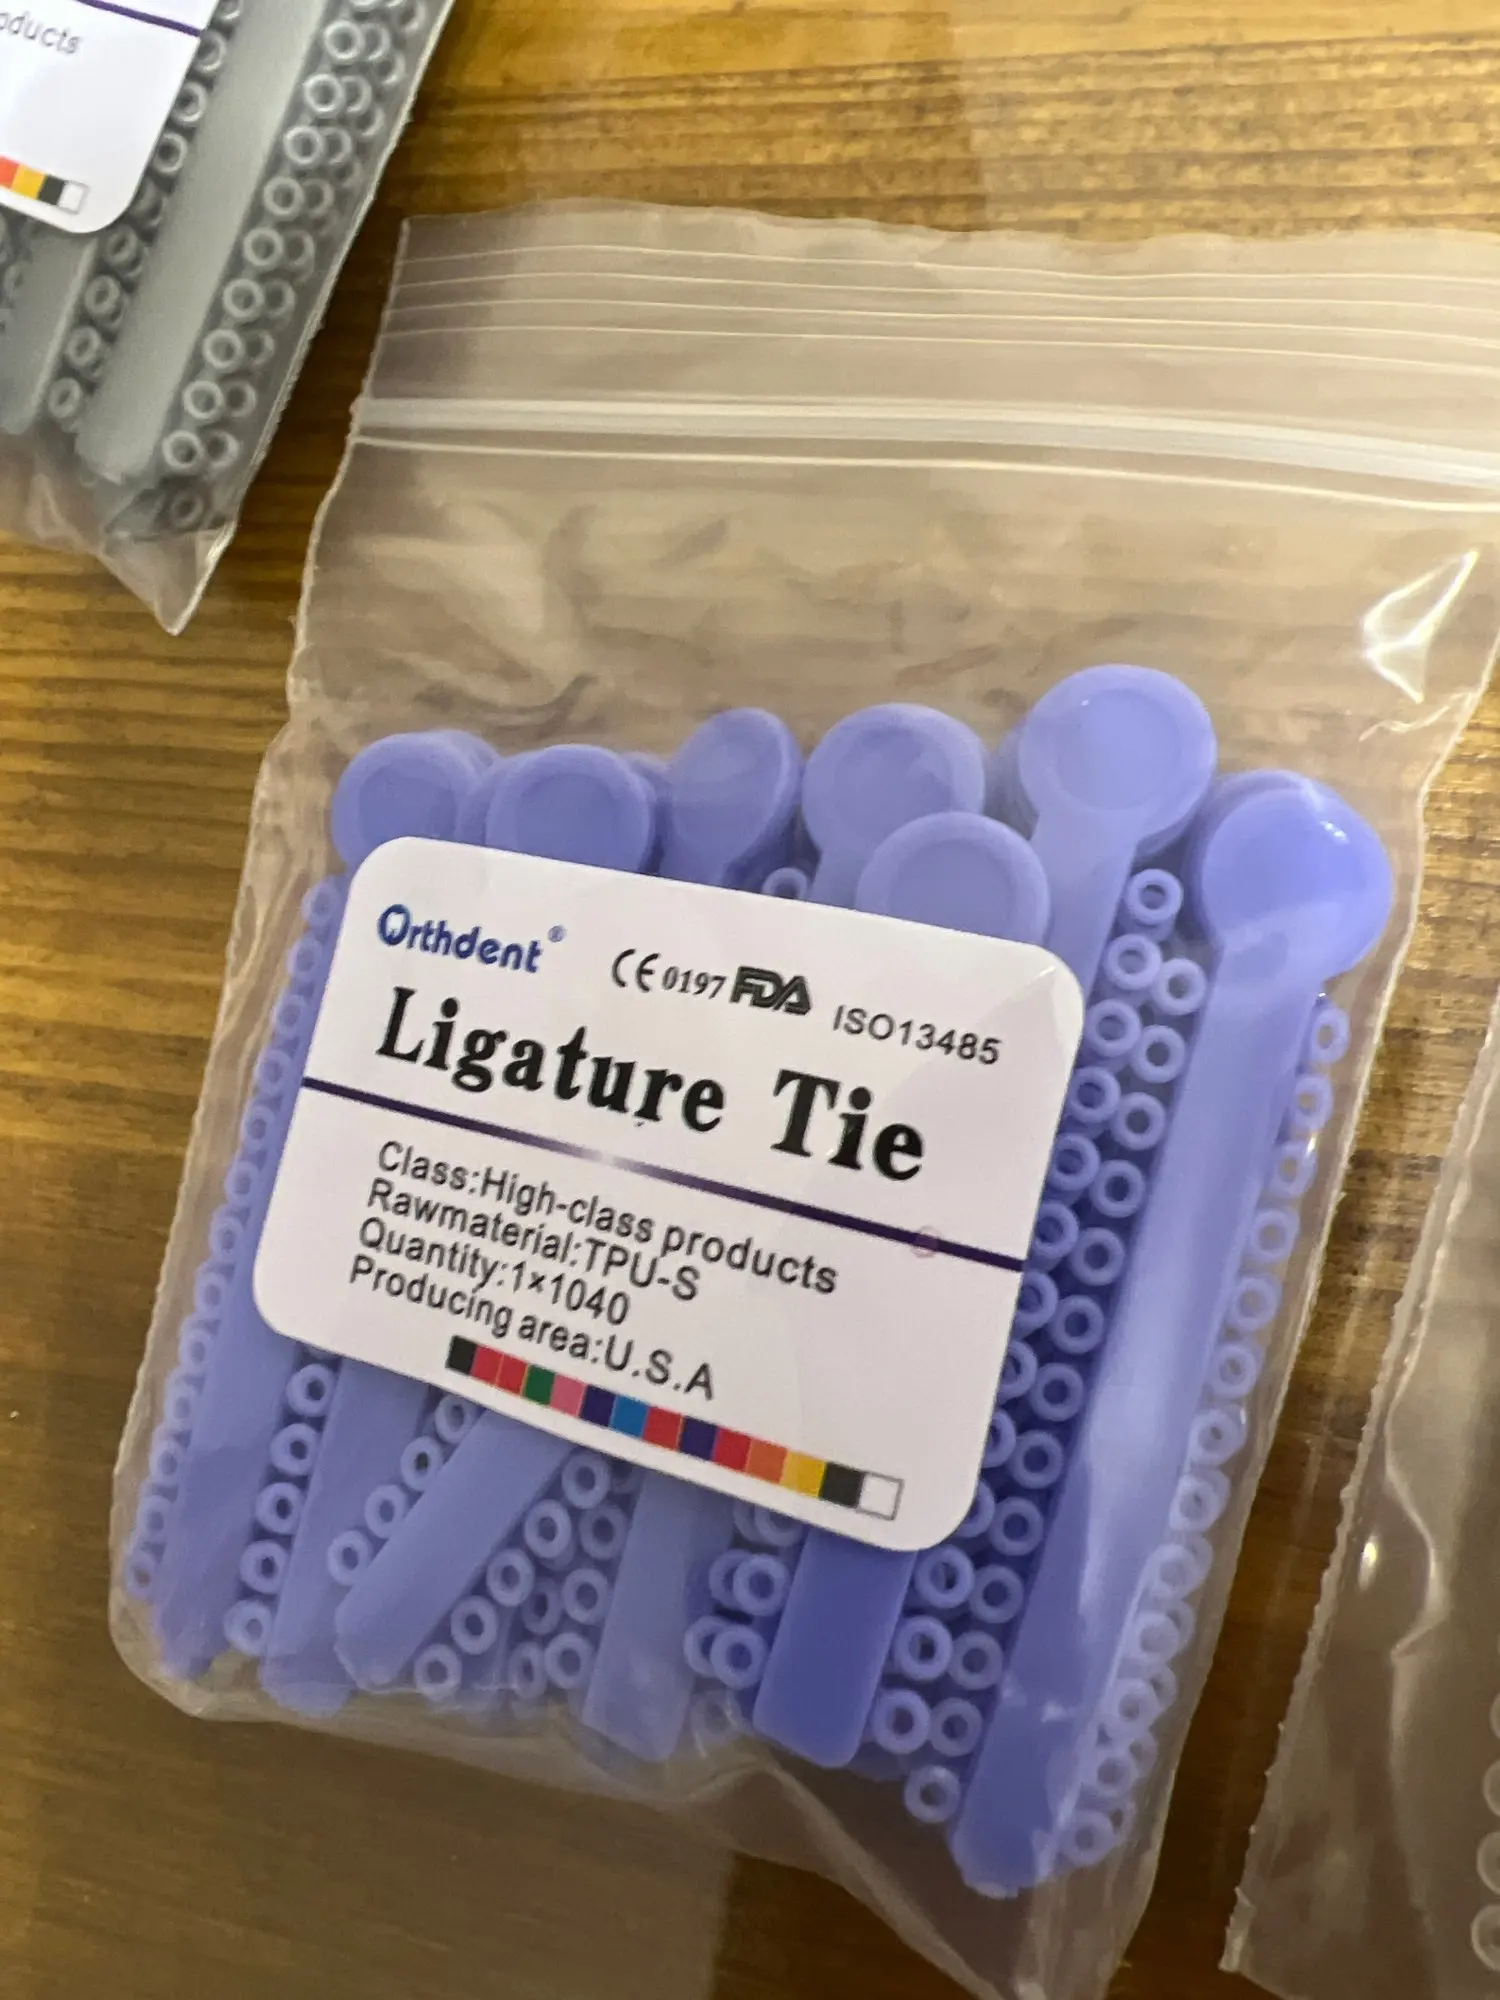 oducts
Orthdent®
CE 0197 FDA ISO13485
Ligature Tie
Class:High-class products
Rawmaterial:TPU-S
Quantity:1×1040
Producing area:U.S.A